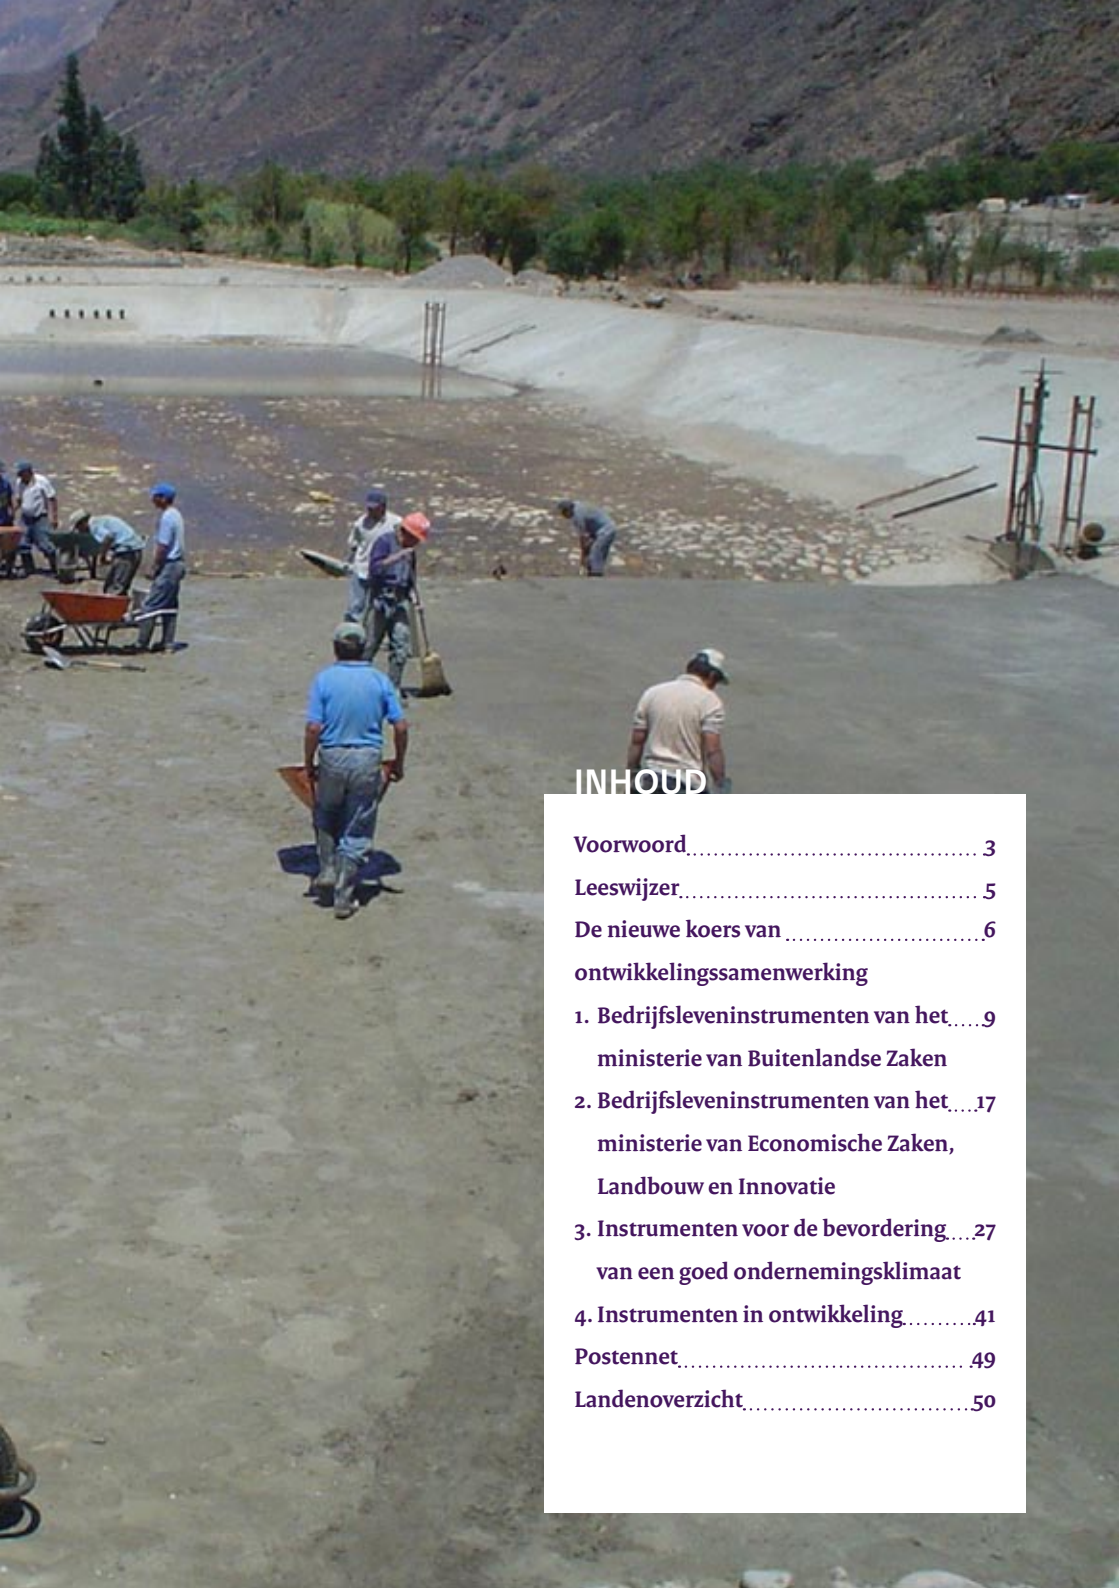 INHOUD
Voorwoord 3
Leeswijzer 5
De nieuwe koers van 6
ontwikkelingssamenwerking
1. Bedrijfsleveninstrumenten van het 9
ministerie van Buitenlandse Zaken
2. Bedrijfsleveninstrumenten van het 17
ministerie van Economische Zaken,
Landbouw en Innovatie
3. Instrumenten voor de bevordering 27
van een goed ondernemingsklimaat
4. Instrumenten in ontwikkeling 41
Postennet 49
Landenoverzicht 50